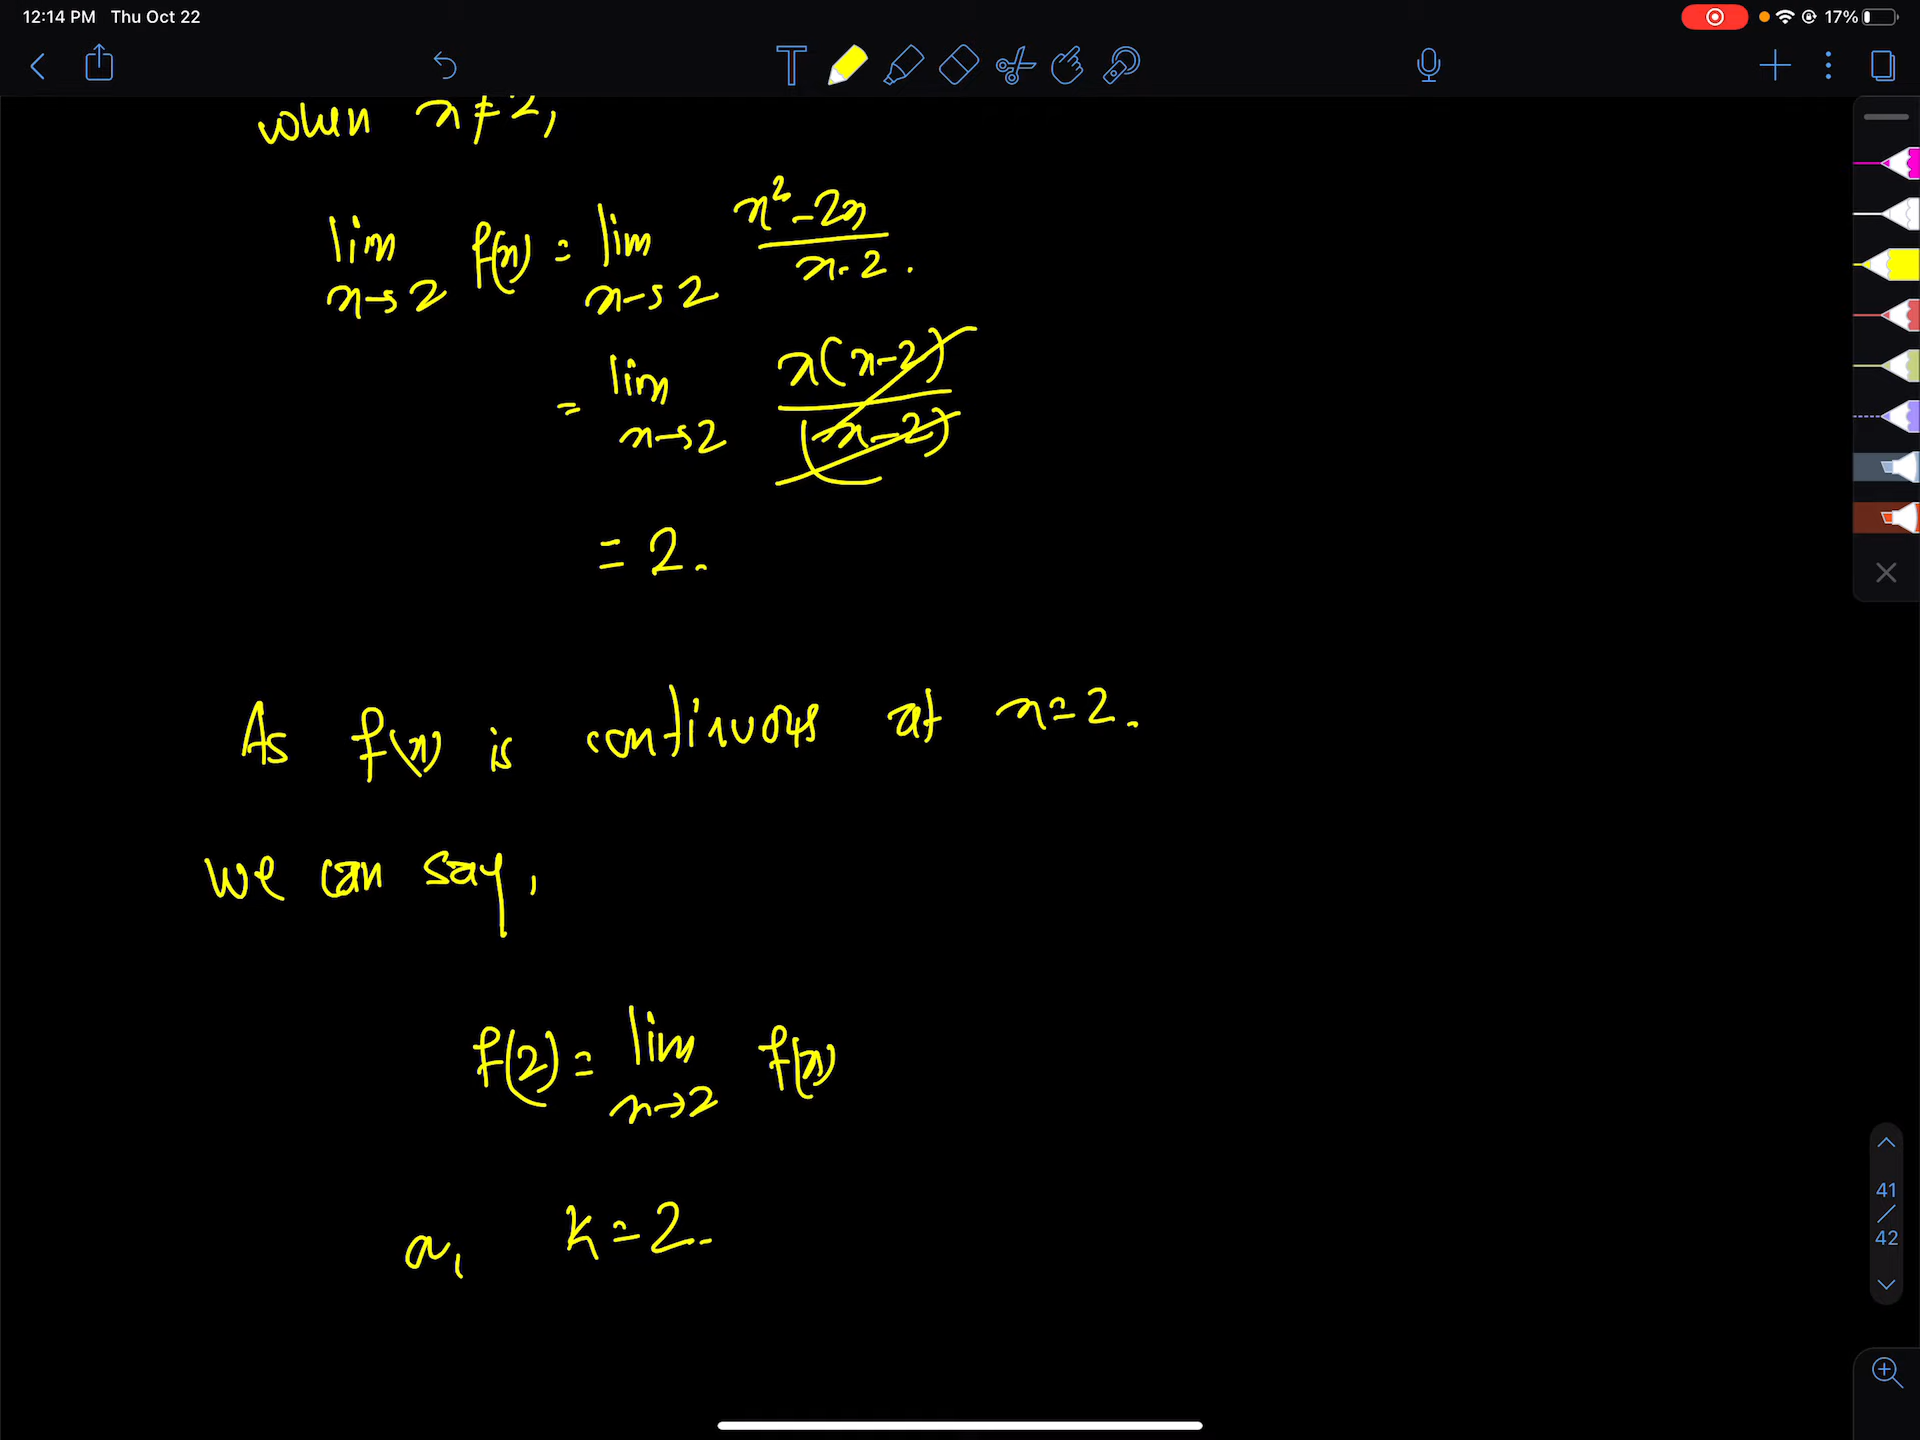 12:14 PM Thu Oct 22
17%
T
when x ≠ 2,
lim x→2 f(x) = lim x→2 x² - 2x / x - 2 .
= lim x→2 x(x-2) / (x-2)
= 2.
As f(x) is continuous at x = 2.
we can say,
f(2) = lim x→2 f(x)
or, k = 2.
41 / 42